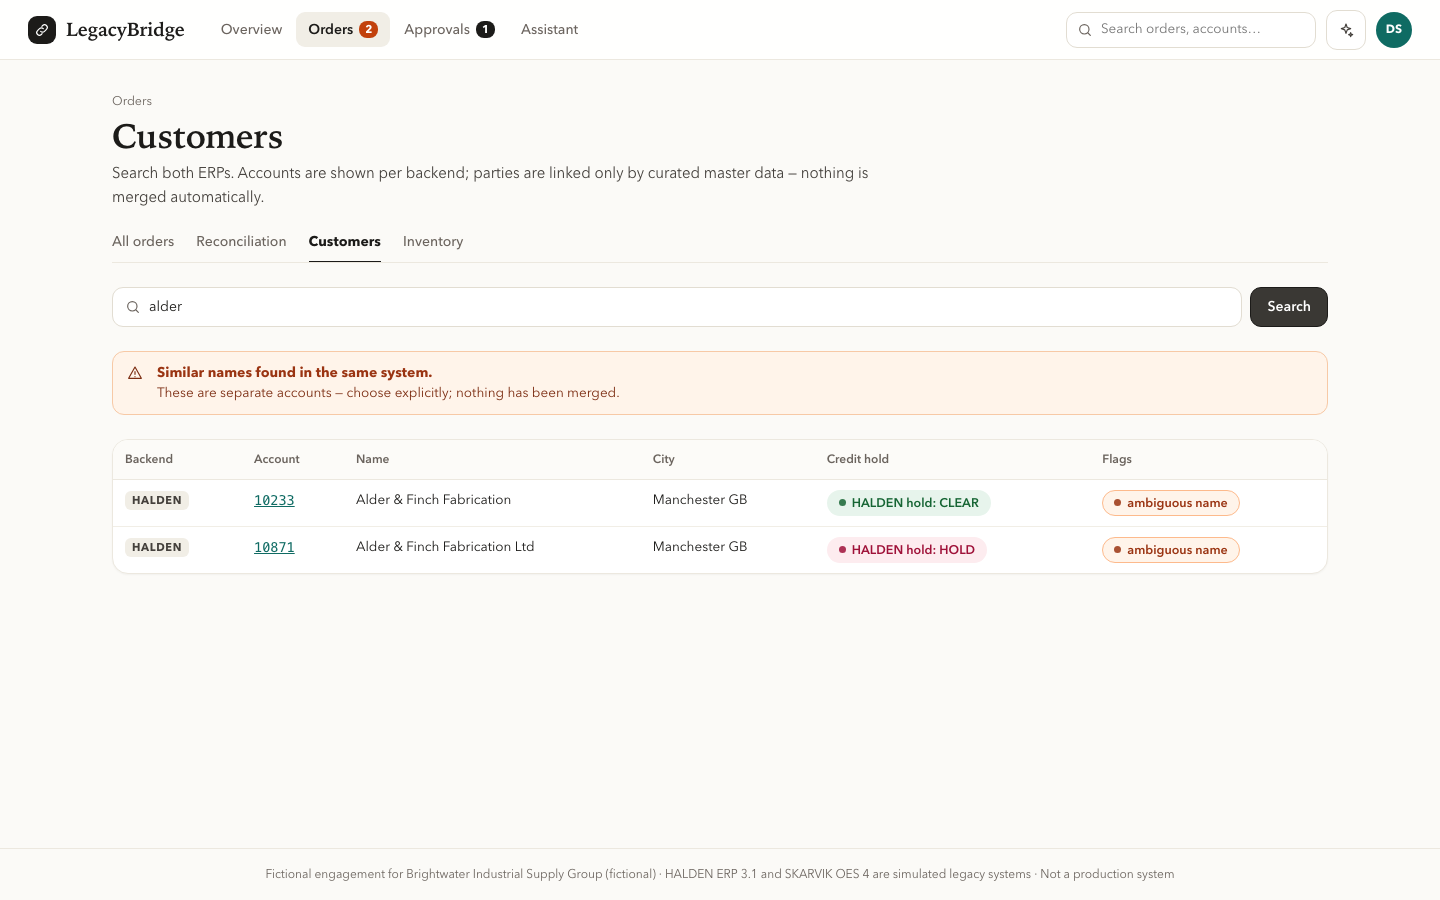 LegacyBridge
Overview
Orders 2
Approvals 1
Assistant
Search orders, accounts…
DS
Orders
Customers
Search both ERPs. Accounts are shown per backend; parties are linked only by curated master data – nothing is
merged automatically.
All orders
Reconciliation
Customers
Inventory
alder
Search
Similar names found in the same system.
These are separate accounts – choose explicitly; nothing has been merged.
Backend Account Name City Credit hold Flags
HALDEN 10233 Alder & Finch Fabrication Manchester GB HALDEN hold: CLEAR ambiguous name
HALDEN 10871 Alder & Finch Fabrication Ltd Manchester GB HALDEN hold: HOLD ambiguous name
Fictional engagement for Brightwater Industrial Supply Group (fictional) · HALDEN ERP 3.1 and SKARVIK OES 4 are simulated legacy systems · Not a production system